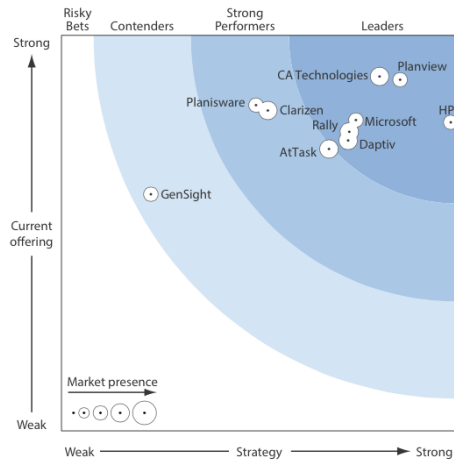 Risky
Bets
Contenders
Strong
Performers
Leaders
Strong
CA Technologies
Planview
Planisware
Clarizen
HP
Microsoft
Rally
Daptiv
AtTask
GenSight
Current
offering
Market presence
Weak
Weak
Strategy
Strong